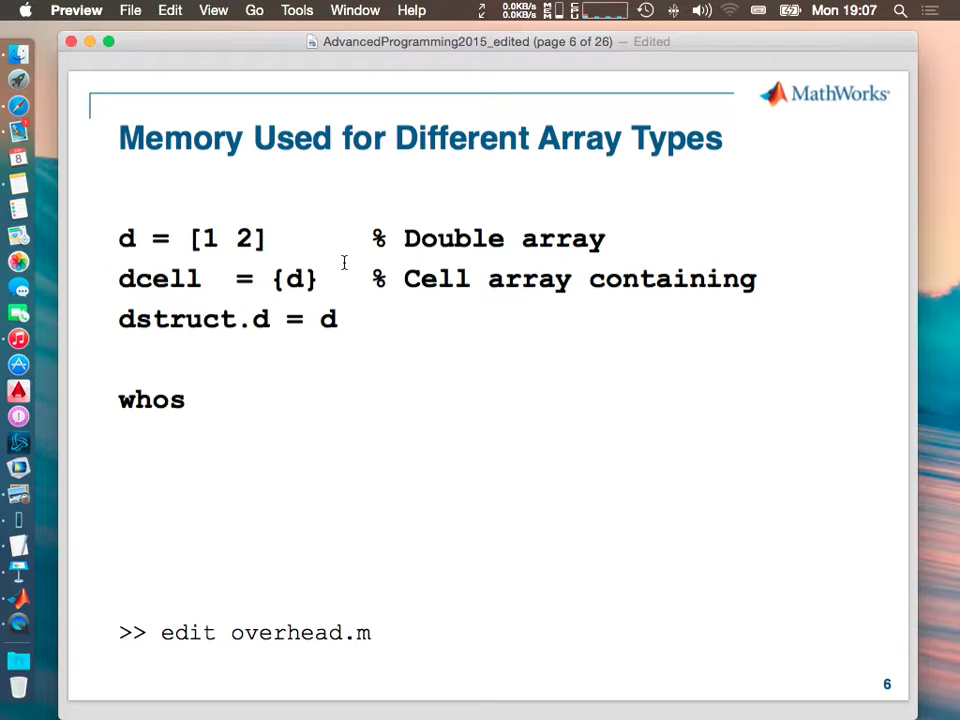 Preview File Edit View Go Tools Window Help 0.0KB/s 0.0KB/s Mon 19:07
AdvancedProgramming2015_edited (page 6 of 26) — Edited
MathWorks®
Memory Used for Different Array Types
d = [1 2] % Double array
dcell = {d} % Cell array containing
dstruct.d = d
whos
>> edit overhead.m
6